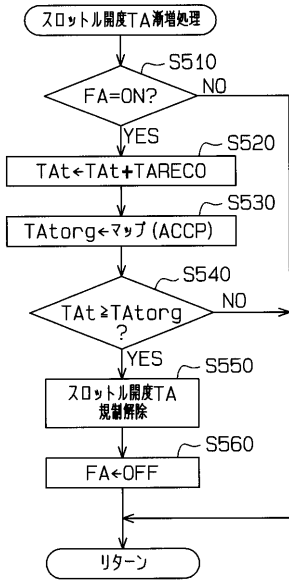 スロットル開度TA漸増処理
S510
FA=ON?
NO
YES
S520
TAt←TAt+TARECO
S530
TAtorg←マップ(ACCP)
S540
TAt≧TAtorg
?
NO
YES
S550
スロットル開度TA
規制解除
S560
FA←OFF
リターン